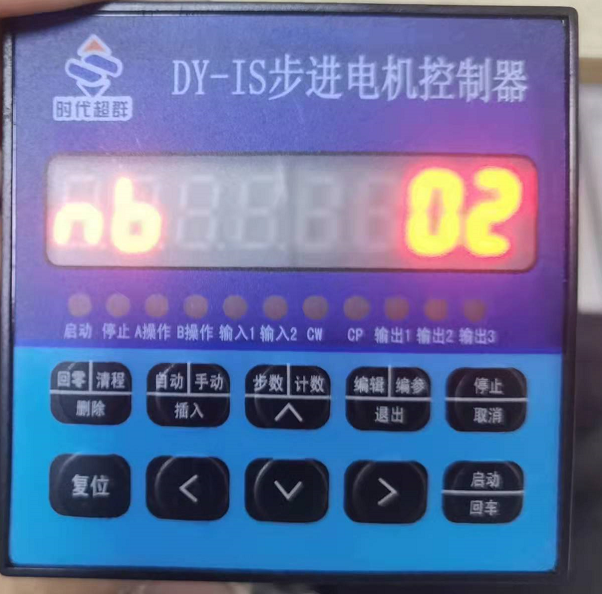 时代超群
DY-IS步进电机控制器
nb 02
启动 停止 A操作 B操作 输入1 输入2 CW CP 输出1 输出2 输出3
回零 清程 自动 手动 步数 计数 编辑 编参 停止
删除 插入 退出 取消
复位 启动
回车